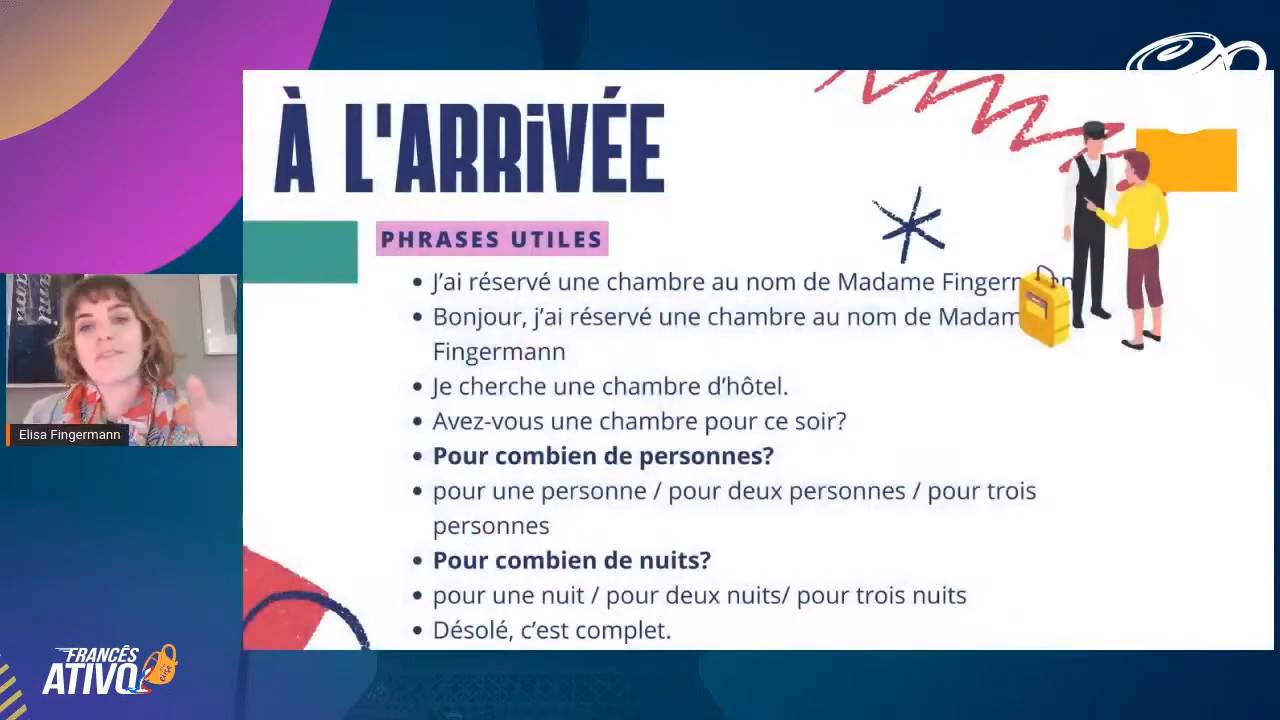 À L'ARRiVÉE
PHRASES UTILES
• J'ai réservé une chambre au nom de Madame
• Bonjour, j'ai réservé une chambre au nom de
Fingermann
• Je cherche une chambre d'hôtel.
• Avez-vous une chambre pour ce soir?
• Pour combien de personnes?
• pour une personne / pour deux personnes / pour trois
personnes
• Pour combien de nuits?
• pour une nuit / pour deux nuits/ pour trois nuits
• Désolé, c'est complet.
Elisa Fingermann
FRANCÊS
ATIVO